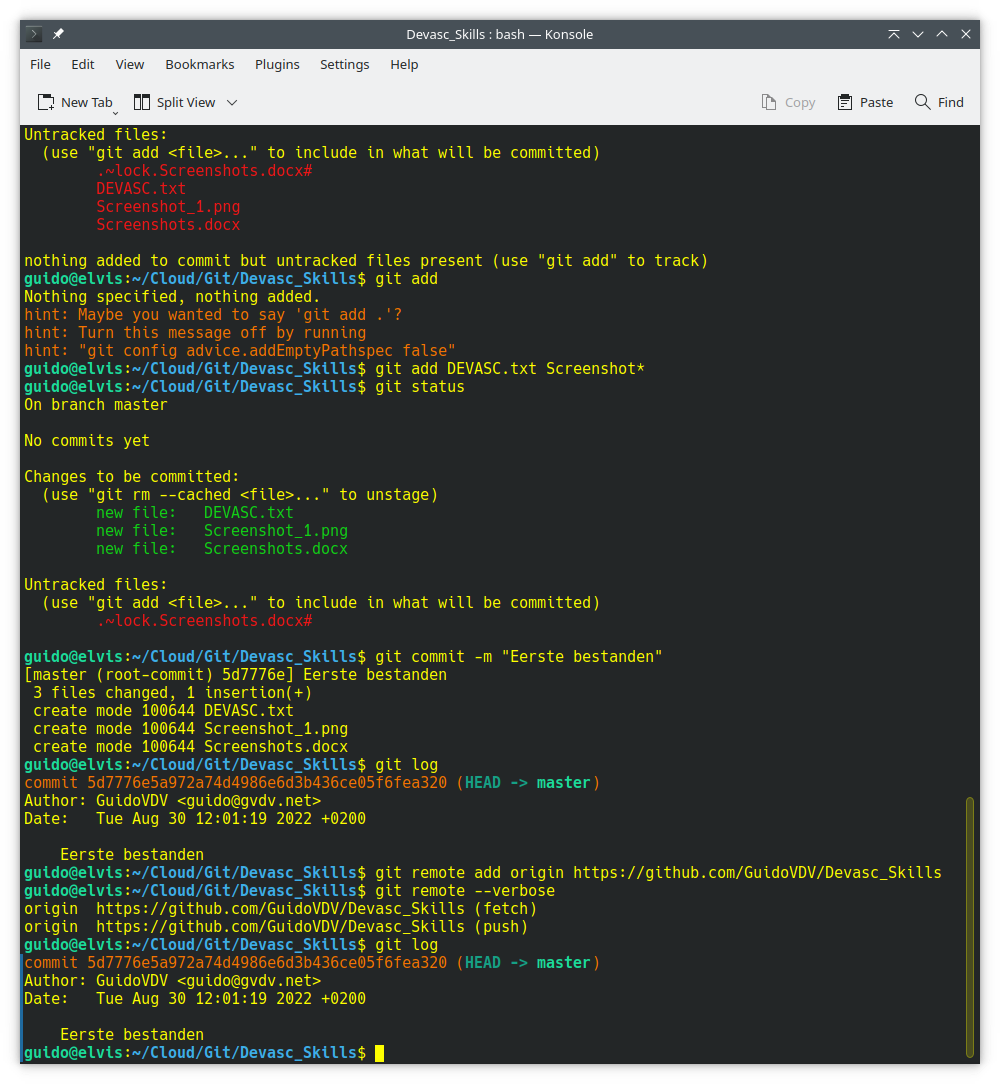 Devasc_Skills : bash — Konsole
File Edit View Bookmarks Plugins Settings Help
New Tab Split View Copy Paste Find
Untracked files:
  (use "git add <file>..." to include in what will be committed)
        .~lock.Screenshots.docx#
        DEVASC.txt
        Screenshot_1.png
        Screenshots.docx

nothing added to commit but untracked files present (use "git add" to track)
guido@elvis:~/Cloud/Git/Devasc_Skills$ git add
Nothing specified, nothing added.
hint: Maybe you wanted to say 'git add .'?
hint: Turn this message off by running
hint: "git config advice.addEmptyPathspec false"
guido@elvis:~/Cloud/Git/Devasc_Skills$ git add DEVASC.txt Screenshot*
guido@elvis:~/Cloud/Git/Devasc_Skills$ git status
On branch master

No commits yet

Changes to be committed:
  (use "git rm --cached <file>..." to unstage)
        new file:   DEVASC.txt
        new file:   Screenshot_1.png
        new file:   Screenshots.docx

Untracked files:
  (use "git add <file>..." to include in what will be committed)
        .~lock.Screenshots.docx#

guido@elvis:~/Cloud/Git/Devasc_Skills$ git commit -m "Eerste bestanden"
[master (root-commit) 5d7776e] Eerste bestanden
 3 files changed, 1 insertion(+)
 create mode 100644 DEVASC.txt
 create mode 100644 Screenshot_1.png
 create mode 100644 Screenshots.docx
guido@elvis:~/Cloud/Git/Devasc_Skills$ git log
commit 5d7776e5a972a74d4986e6d3b436ce05f6fea320 (HEAD -> master)
Author: GuidoVDV <guido@gvdv.net>
Date:   Tue Aug 30 12:01:19 2022 +0200

    Eerste bestanden
guido@elvis:~/Cloud/Git/Devasc_Skills$ git remote add origin https://github.com/GuidoVDV/Devasc_Skills
guido@elvis:~/Cloud/Git/Devasc_Skills$ git remote --verbose
origin  https://github.com/GuidoVDV/Devasc_Skills (fetch)
origin  https://github.com/GuidoVDV/Devasc_Skills (push)
guido@elvis:~/Cloud/Git/Devasc_Skills$ git log
commit 5d7776e5a972a74d4986e6d3b436ce05f6fea320 (HEAD -> master)
Author: GuidoVDV <guido@gvdv.net>
Date:   Tue Aug 30 12:01:19 2022 +0200

    Eerste bestanden
guido@elvis:~/Cloud/Git/Devasc_Skills$